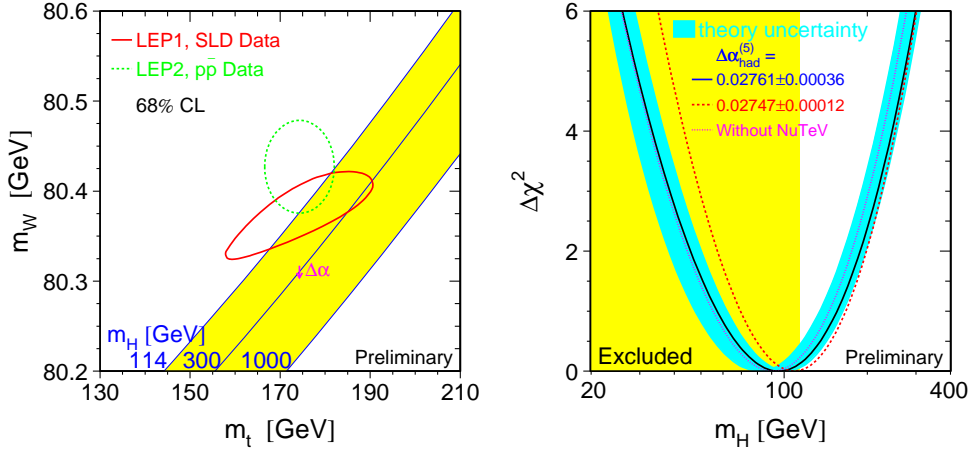 80.6
80.5
80.4
80.3
80.2
m_W [GeV]
LEP1, SLD Data
LEP2, pp̄ Data
68% CL
Δα
m_H [GeV]
114 300 1000
Preliminary
130 150 170 190 210
m_t [GeV]
6
4
2
0
Δχ²
theory uncertainty
Δα_had^(5) =
0.02761±0.00036
0.02747±0.00012
Without NuTeV
Excluded
Preliminary
20 100 400
m_H [GeV]